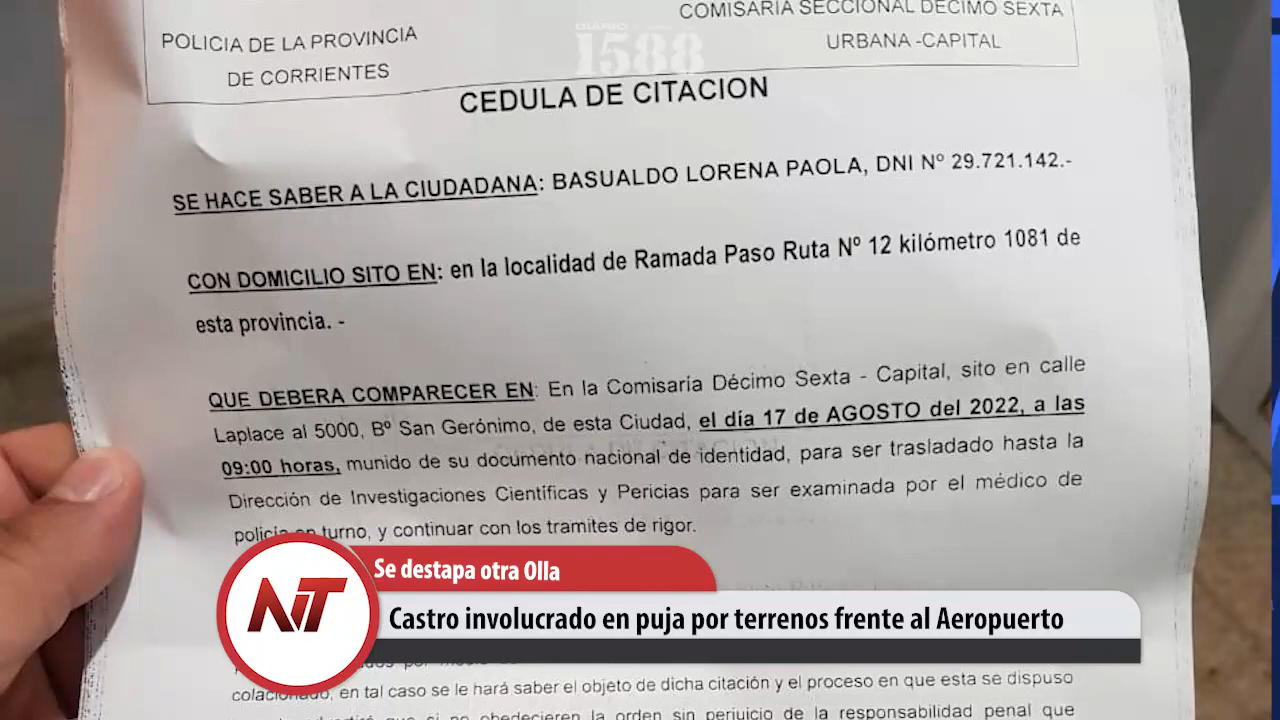 COMISARIA SECCIONAL DECIMO SEXTA
POLICIA DE LA PROVINCIA
URBANA -CAPITAL
DE CORRIENTES
DIARIO
1588
CEDULA DE CITACION
SE HACE SABER A LA CIUDADANA: BASUALDO LORENA PAOLA, DNI Nº 29.721.142.-
CON DOMICILIO SITO EN: en la localidad de Ramada Paso Ruta Nº 12 kilómetro 1081 de
esta provincia. -
QUE DEBERA COMPARECER EN: En la Comisaría Décimo Sexta - Capital, sito en calle
Laplace al 5000, Bº San Gerónimo, de esta Ciudad, el día 17 de AGOSTO del 2022, a las
09:00 horas, munido de su documento nacional de identidad, para ser trasladado hasta la
Dirección de Investigaciones Científicas y Pericias para ser examinada por el médico de
policia en turno, y continuar con los tramites de rigor.
Se destapa otra Olla
NiT
Castro involucrado en puja por terrenos frente al Aeropuerto
colacionado, en tal caso se le hará saber el objeto de dicha citación y el proceso en que esta se dispuso
que si no obedecieren la orden sin perjuicio de la responsabilidad penal que